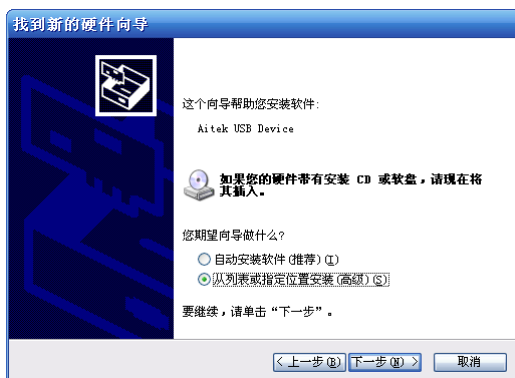 找到新的硬件向导
这个向导帮助您安装软件:
Aitek USB Device
如果您的硬件带有安装 CD 或软盘，请现在将
其插入。
您期望向导做什么?
自动安装软件(推荐)(I)
从列表或指定位置安装(高级)(S)
要继续，请单击“下一步”。
< 上一步(B)
下一步(N) >
取消